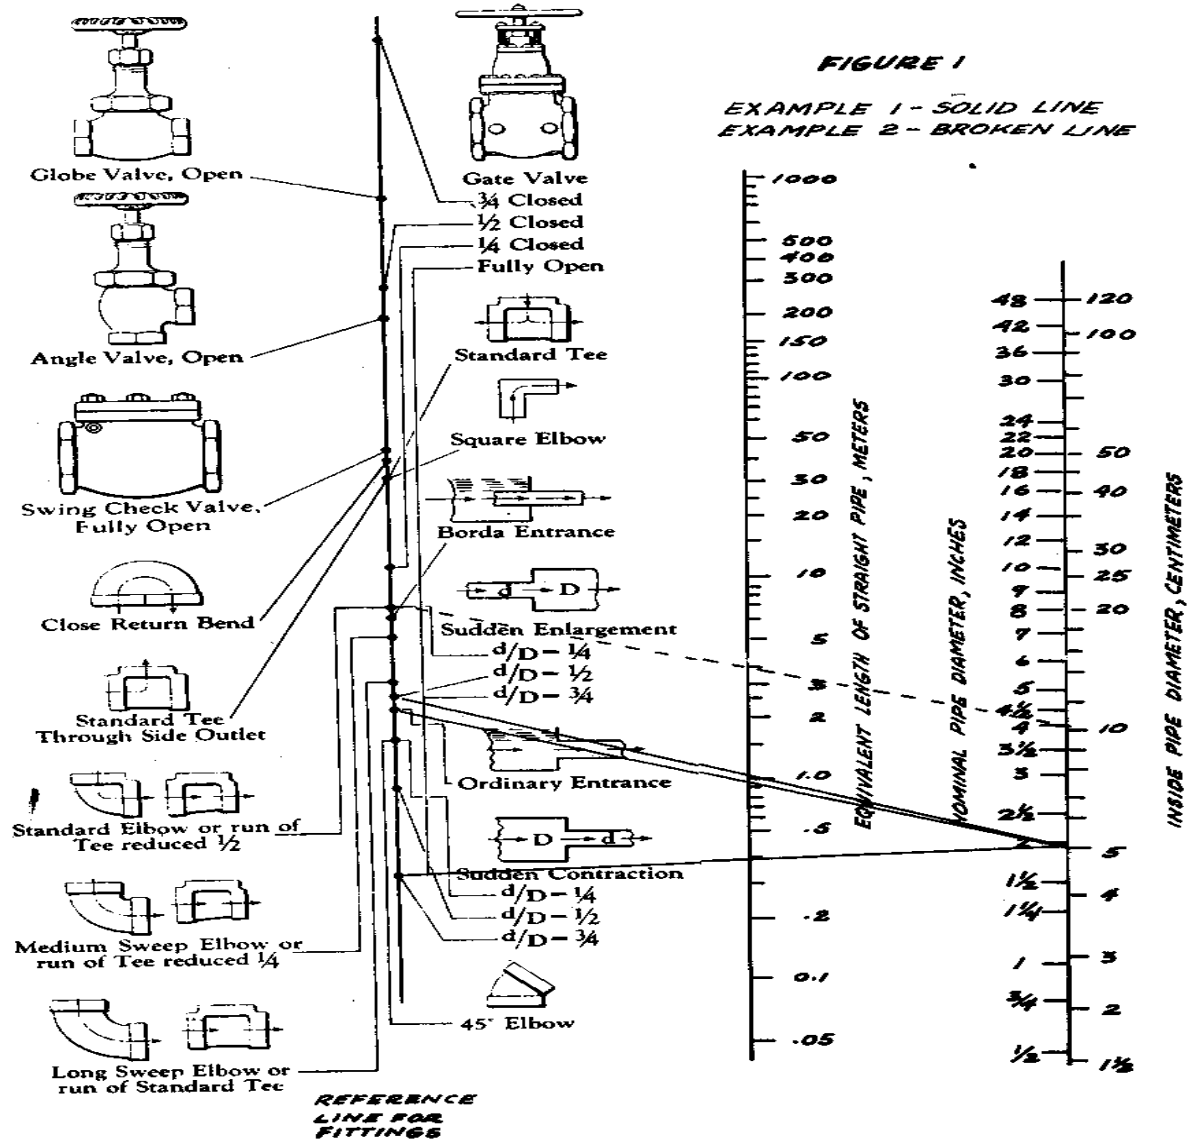 FIGURE 1
EXAMPLE 1 - SOLID LINE
EXAMPLE 2 - BROKEN LINE
Globe Valve, Open
Angle Valve, Open
Swing Check Valve,
Fully Open
Close Return Bend
Standard Tee
Through Side Outlet
Standard Elbow or run of
Tee reduced ½
Medium Sweep Elbow or
run of Tee reduced ¼
Long Sweep Elbow or
run of Standard Tee
REFERENCE
LINE FOR
FITTINGS
Gate Valve
¾ Closed
½ Closed
¼ Closed
Fully Open
Standard Tee
Square Elbow
Borda Entrance
d D
Sudden Enlargement
d/D – ¼
d/D – ½
d/D – ¾
Ordinary Entrance
D d
Sudden Contraction
d/D – ¼
d/D – ½
d/D – ¾
45° Elbow
1000
500
400
300
200
150
100
50
30
20
10
5
3
2
1.0
.5
.2
0.1
.05
EQUIVALENT LENGTH OF STRAIGHT PIPE, METERS
NOMINAL PIPE DIAMETER, INCHES
48
42
36
30
24
22
20
18
16
14
12
10
9
8
7
6
5
4½
4
3½
3
2½
2
1½
1¼
1
¾
½
120
100
50
40
30
25
20
10
5
4
3
2
1½
INSIDE PIPE DIAMETER, CENTIMETERS